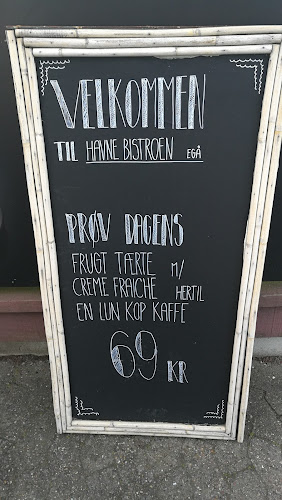 VELKOMMEN
TIL HAVNE BISTROEN EGÅ
PRØV DAGENS
FRUGT TÆRTE M/
CREME FRAICHE HERTIL
EN LUN KOP KAFFE
69 KR